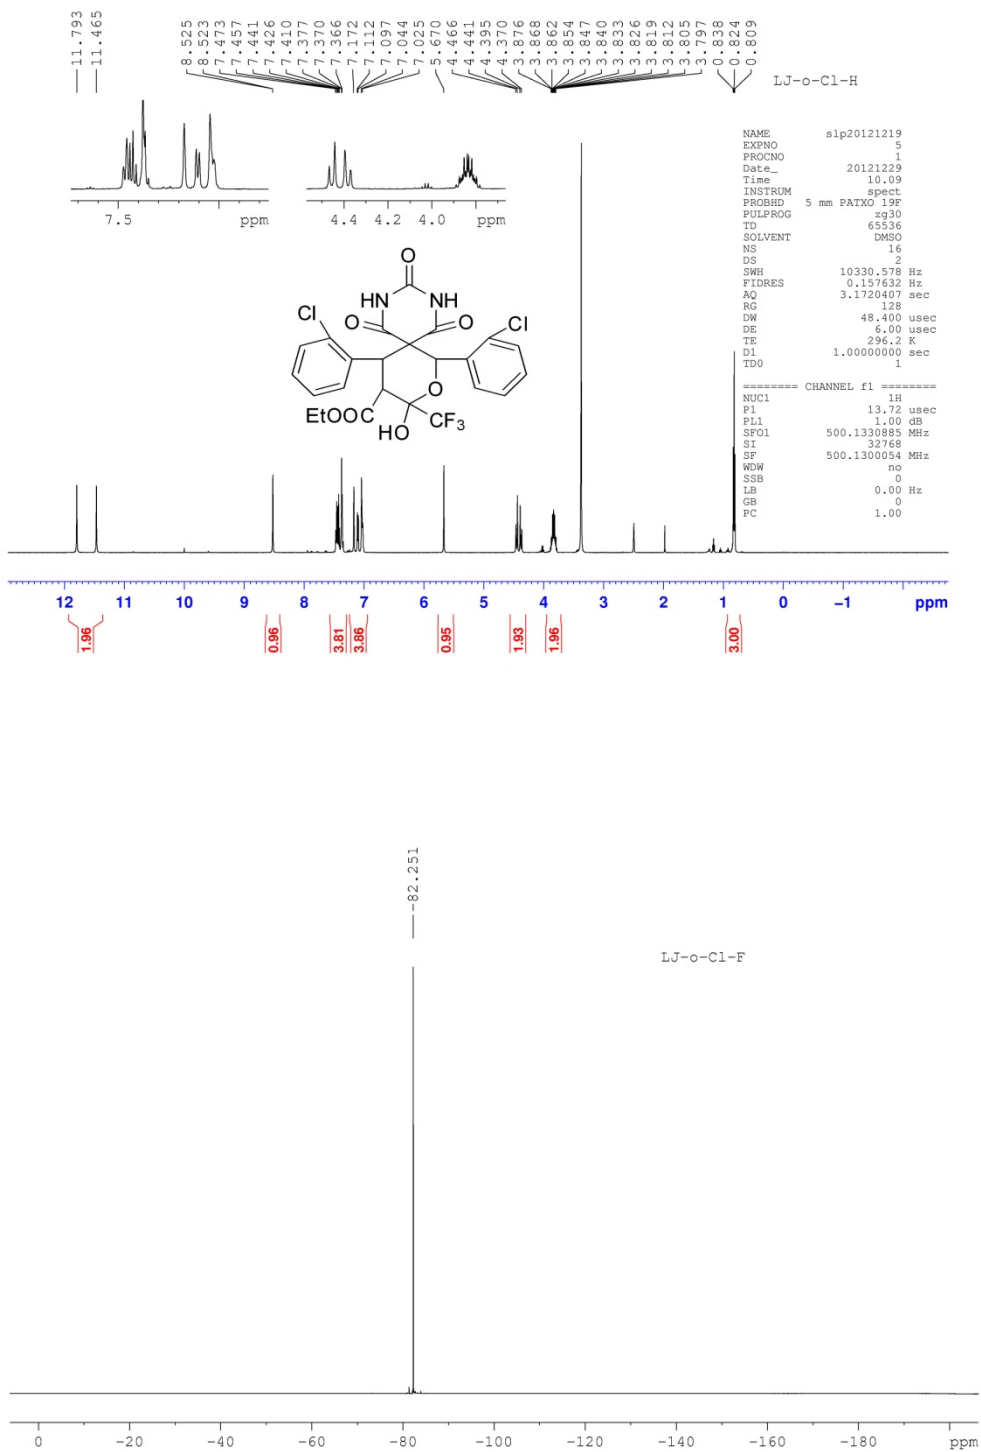 11.793
11.465
8.525
8.523
7.473
7.457
7.441
7.426
7.410
7.377
7.370
7.366
7.172
7.112
7.097
7.044
7.025
5.670
4.466
4.441
4.395
4.370
3.876
3.868
3.862
3.854
3.847
3.840
3.833
3.826
3.819
3.812
3.805
3.797
0.838
0.824
0.809
LJ-o-Cl-H
NAME slp20121219
EXPNO 5
PROCNO 1
Date_ 20121229
Time 10.09
INSTRUM spect
PROBHD 5 mm PATXO 19F
PULPROG zg30
TD 65536
SOLVENT DMSO
NS 16
DS 2
SWH 10330.578 Hz
FIDRES 0.157632 Hz
AQ 3.1720407 sec
RG 128
DW 48.400 usec
DE 6.00 usec
TE 296.2 K
D1 1.00000000 sec
TD0 1
======== CHANNEL f1 ========
NUC1 1H
P1 13.72 usec
PL1 1.00 dB
SFO1 500.1330885 MHz
SI 32768
SF 500.1300054 MHz
WDW no
SSB 0
LB 0.00 Hz
GB 0
PC 1.00
7.5 ppm
4.4 4.2 4.0 ppm
O
HN NH
Cl O O Cl
O
EtOOC CF3
HO
12 11 10 9 8 7 6 5 4 3 2 1 0 -1 ppm
1.96 0.96 3.81 3.86 0.95 1.93 1.96 3.00
-82.251
LJ-o-Cl-F
0 -20 -40 -60 -80 -100 -120 -140 -160 -180 ppm